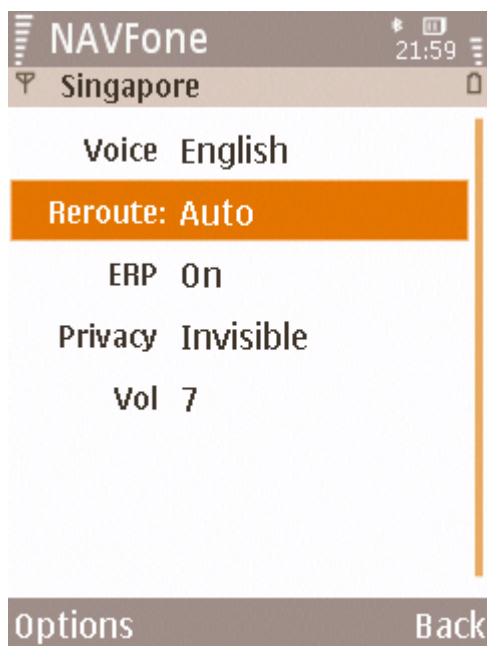 NAVFone
21:59
Singapore
Voice English
Reroute: Auto
ERP On
Privacy Invisible
Vol 7
Options Back